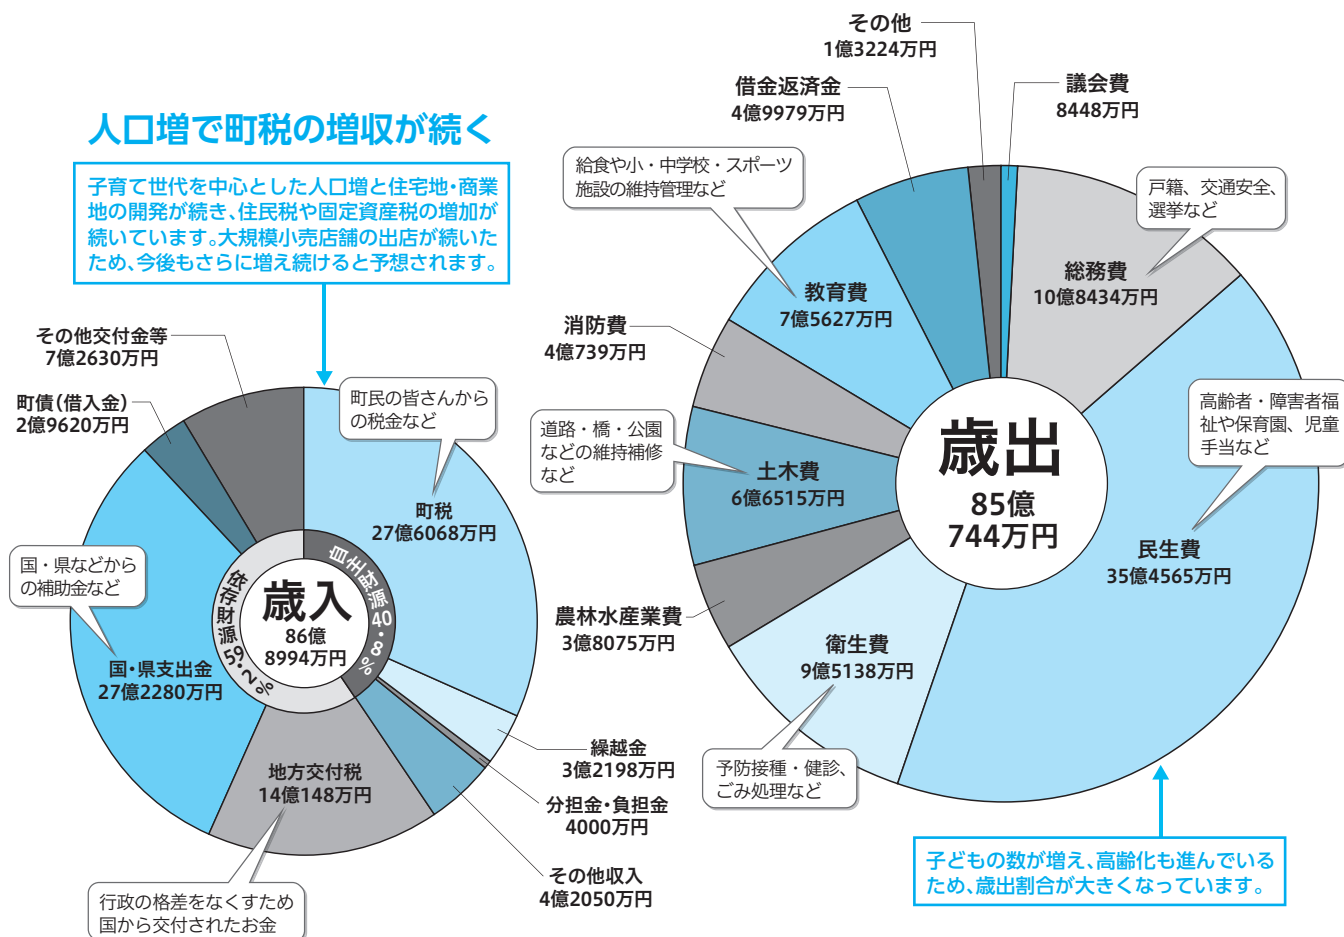 人口増で町税の増収が続く
子育て世代を中心とした人口増と住宅地・商業
地の開発が続き、住民税や固定資産税の増加が
続いています。大規模小売店舗の出店が続いた
ため、今後もさらに増え続けると予想されます。
その他交付金等
7億2630万円
町債(借入金)
2億9620万円
町民の皆さんから
の税金など
町税
27億6068万円
国・県などから
の補助金など
国・県支出金
27億2280万円
依存財源59・2%
自主財源40・8%
歳入
86億
8994万円
地方交付税
14億148万円
行政の格差をなくすため
国から交付されたお金
繰越金
3億2198万円
分担金・負担金
4000万円
その他収入
4億2050万円
その他
1億3224万円
借金返済金
4億9979万円
議会費
8448万円
給食や小・中学校・スポーツ
施設の維持管理など
戸籍、交通安全、
選挙など
総務費
10億8434万円
教育費
7億5627万円
消防費
4億739万円
高齢者・障害者福
祉や保育園、児童
手当など
道路・橋・公園
などの維持補修
など
土木費
6億6515万円
歳出
85億
744万円
民生費
35億4565万円
農林水産業費
3億8075万円
衛生費
9億5138万円
予防接種・健診、
ごみ処理など
子どもの数が増え、高齢化も進んでいる
ため、歳出割合が大きくなっています。